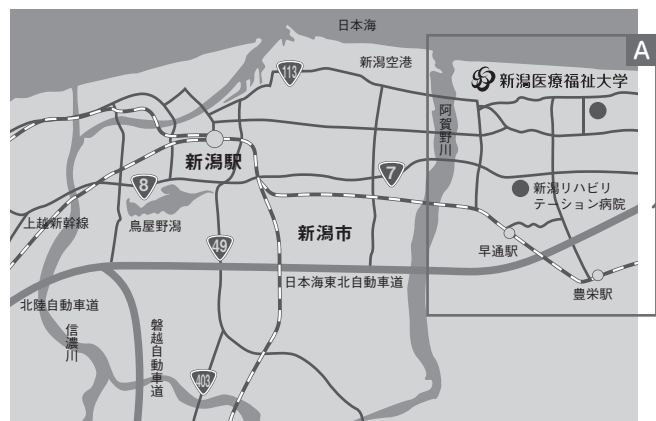 日本海
A
新潟空港
113
新潟医療福祉大学
阿賀野川
新潟駅
7
8
新潟リハビリ
テーション病院
上越新幹線
鳥屋野潟
新潟市
49
早通駅
日本海東北自動車道
豊栄駅
北陸自動車道
信濃川
磐越自動車道
403